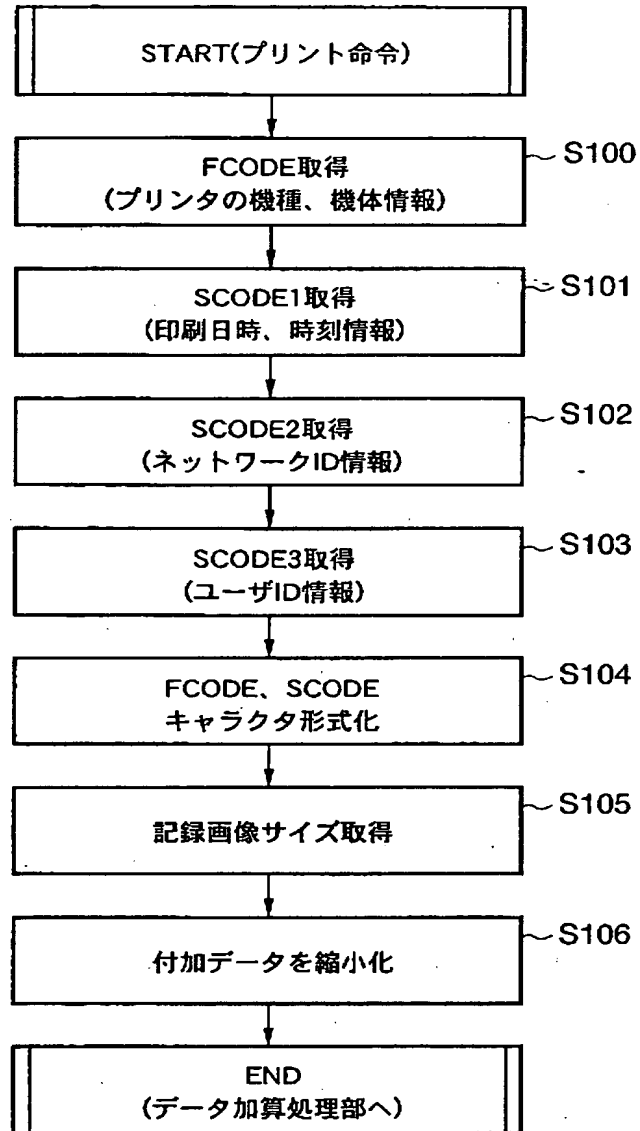 START(プリント命令)
FCODE取得
(プリンタの機種、機体情報)
S100
SCODE1取得
(印刷日時、時刻情報)
S101
SCODE2取得
(ネットワークID情報)
S102
SCODE3取得
(ユーザID情報)
S103
FCODE、SCODE
キャラクタ形式化
S104
記録画像サイズ取得
S105
付加データを縮小化
S106
END
(データ加算処理部へ)